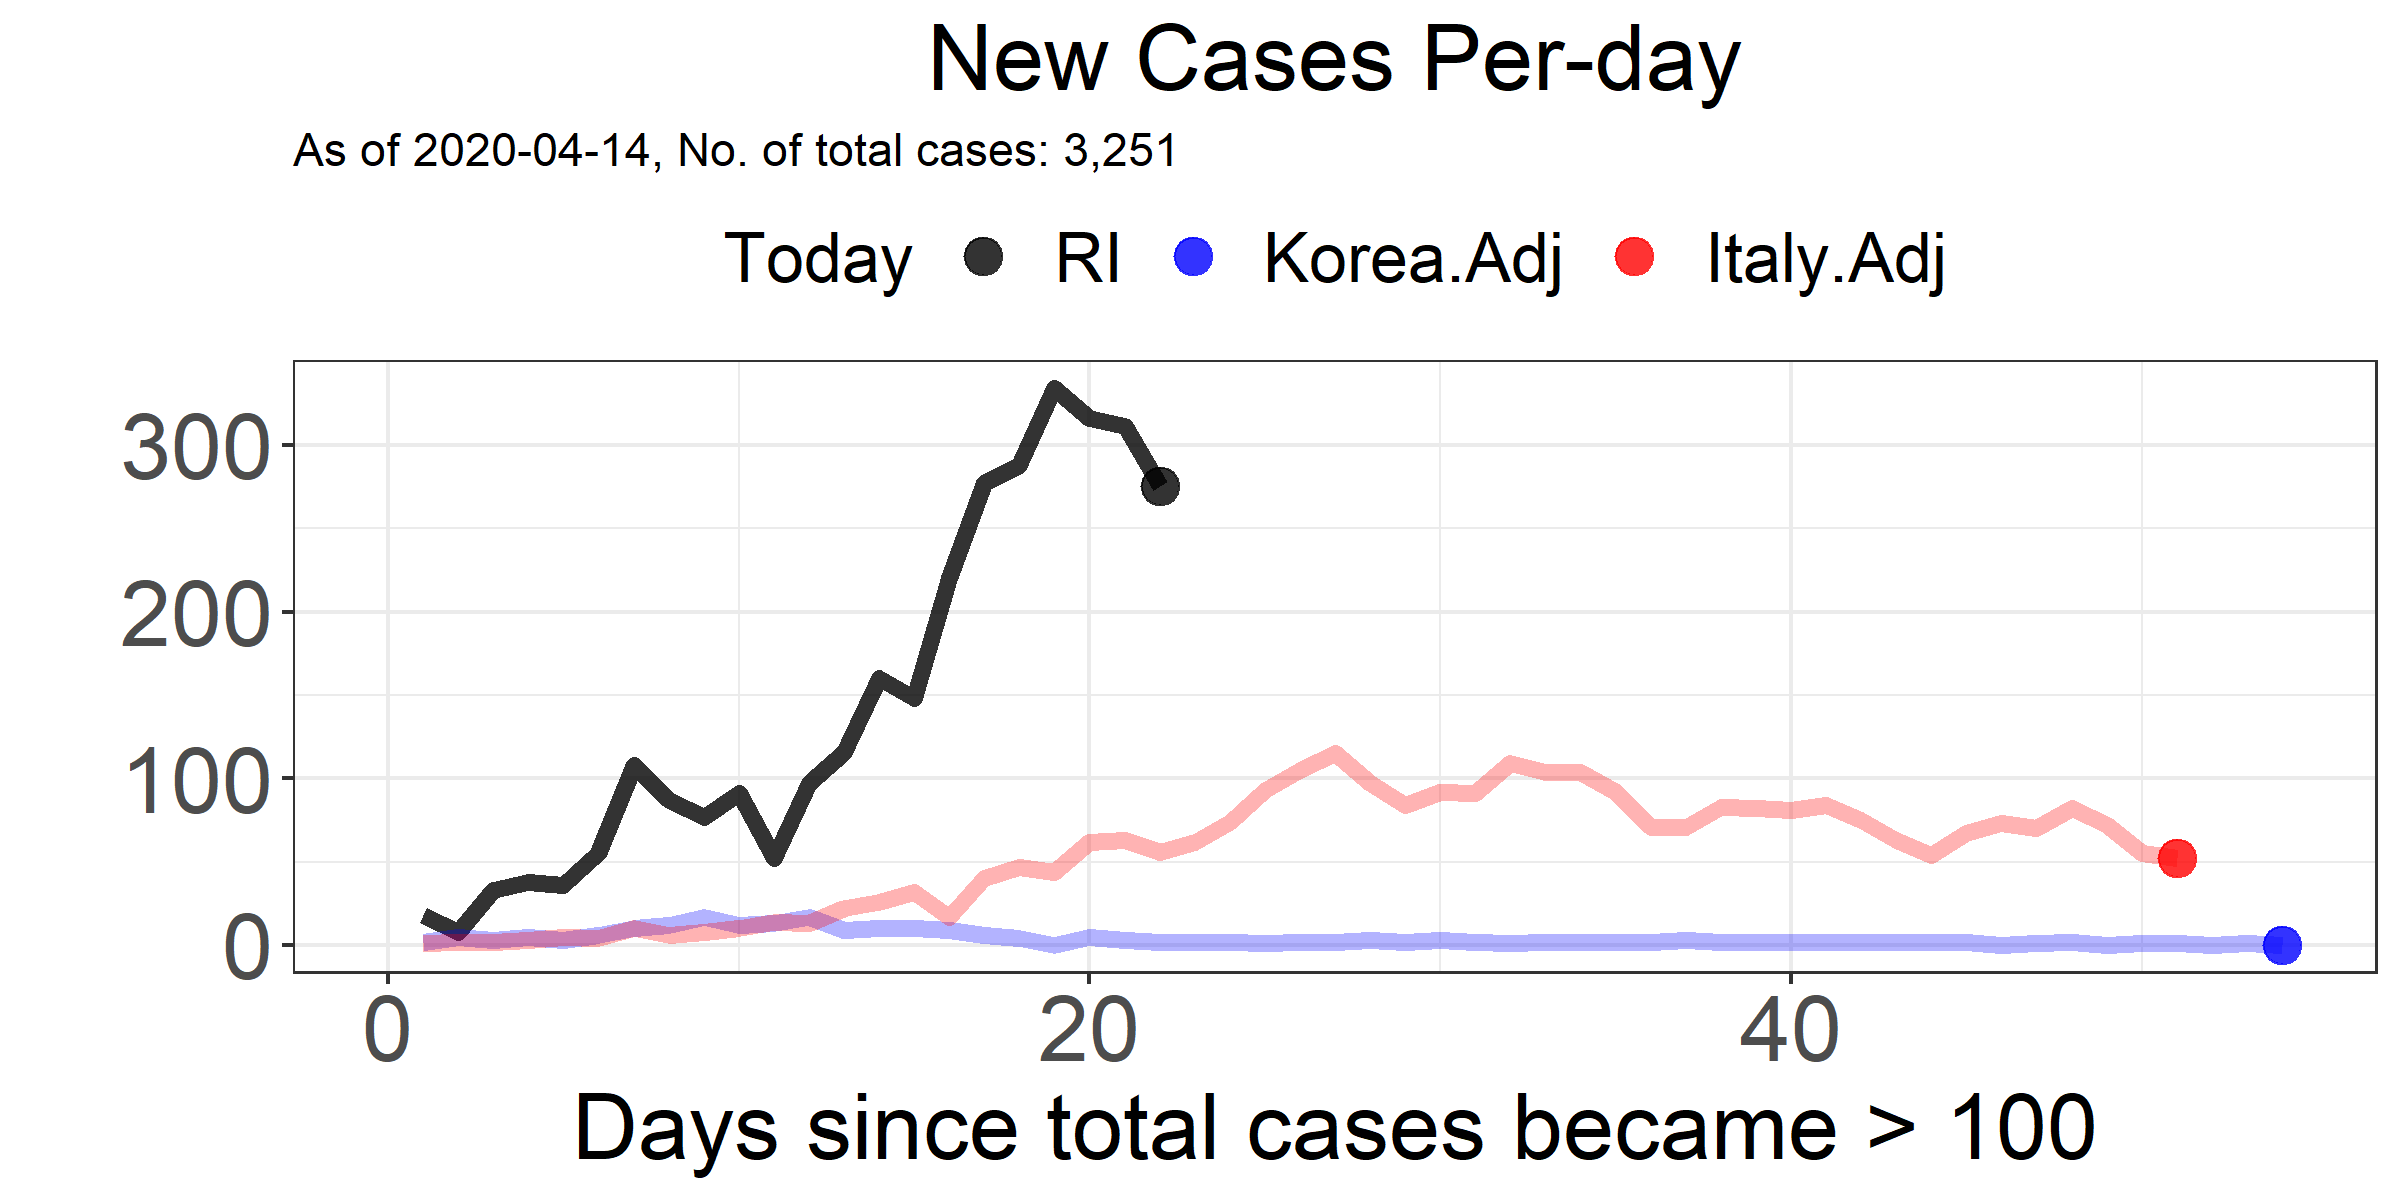 New Cases Per-day
As of 2020-04-14, No. of total cases: 3,251
Today RI Korea.Adj Italy.Adj
300
200
100
0
0 20 40
Days since total cases became > 100